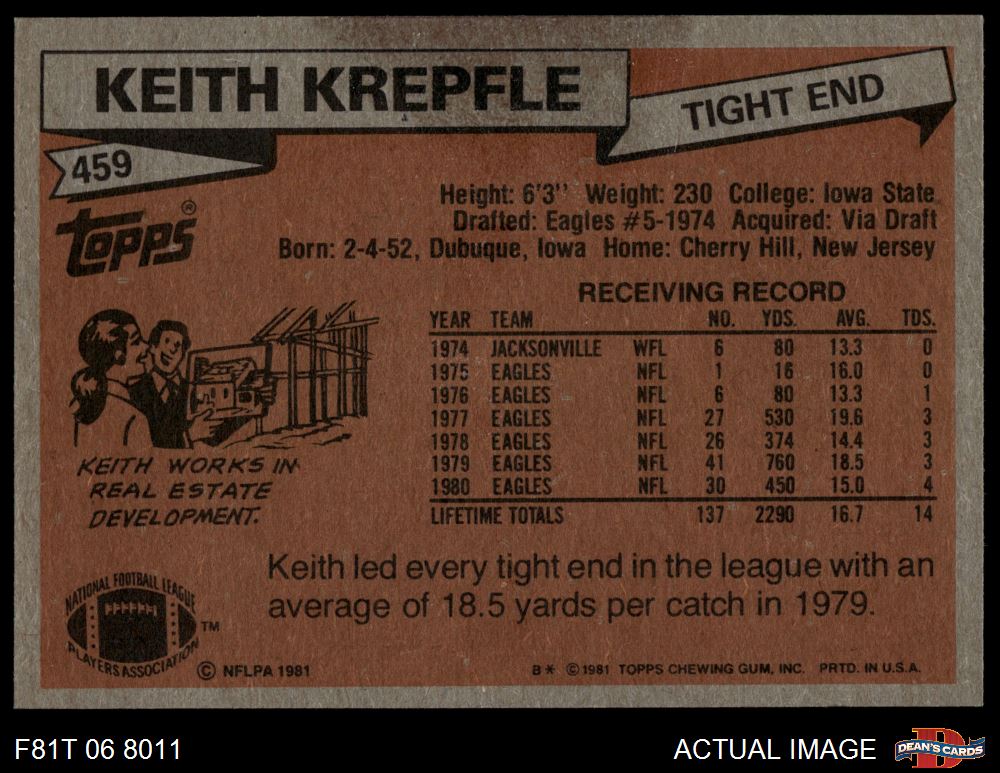 KEITH KREPFLE
TIGHT END
459
Topps®
Height: 6'3'' Weight: 230 College: Iowa State
Drafted: Eagles #5-1974 Acquired: Via Draft
Born: 2-4-52, Dubuque, Iowa Home: Cherry Hill, New Jersey
RECEIVING RECORD
YEAR TEAM NO. YDS. AVG. TDS.
1974 JACKSONVILLE WFL 6 80 13.3 0
1975 EAGLES NFL 1 16 16.0 0
1976 EAGLES NFL 6 80 13.3 1
1977 EAGLES NFL 27 530 19.6 3
1978 EAGLES NFL 26 374 14.4 3
1979 EAGLES NFL 41 760 18.5 3
1980 EAGLES NFL 30 450 15.0 4
LIFETIME TOTALS 137 2290 16.7 14
KEITH WORKS IN
REAL ESTATE
DEVELOPMENT.
Keith led every tight end in the league with an
average of 18.5 yards per catch in 1979.
NATIONAL FOOTBALL LEAGUE
PLAYERS ASSOCIATION
TM
© NFLPA 1981
B* © 1981 TOPPS CHEWING GUM, INC. PRTD. IN U.S.A.
F81T 06 8011
ACTUAL IMAGE
D
DEAN'S CARDS